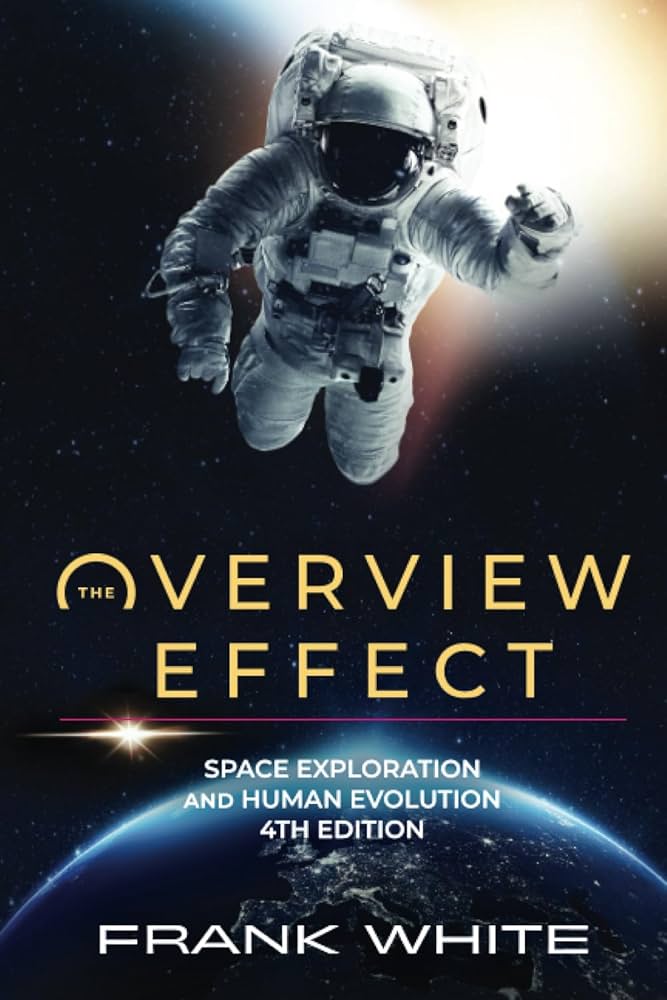 THE OVERVIEW
EFFECT
SPACE EXPLORATION
AND HUMAN EVOLUTION
4TH EDITION
FRANK WHITE